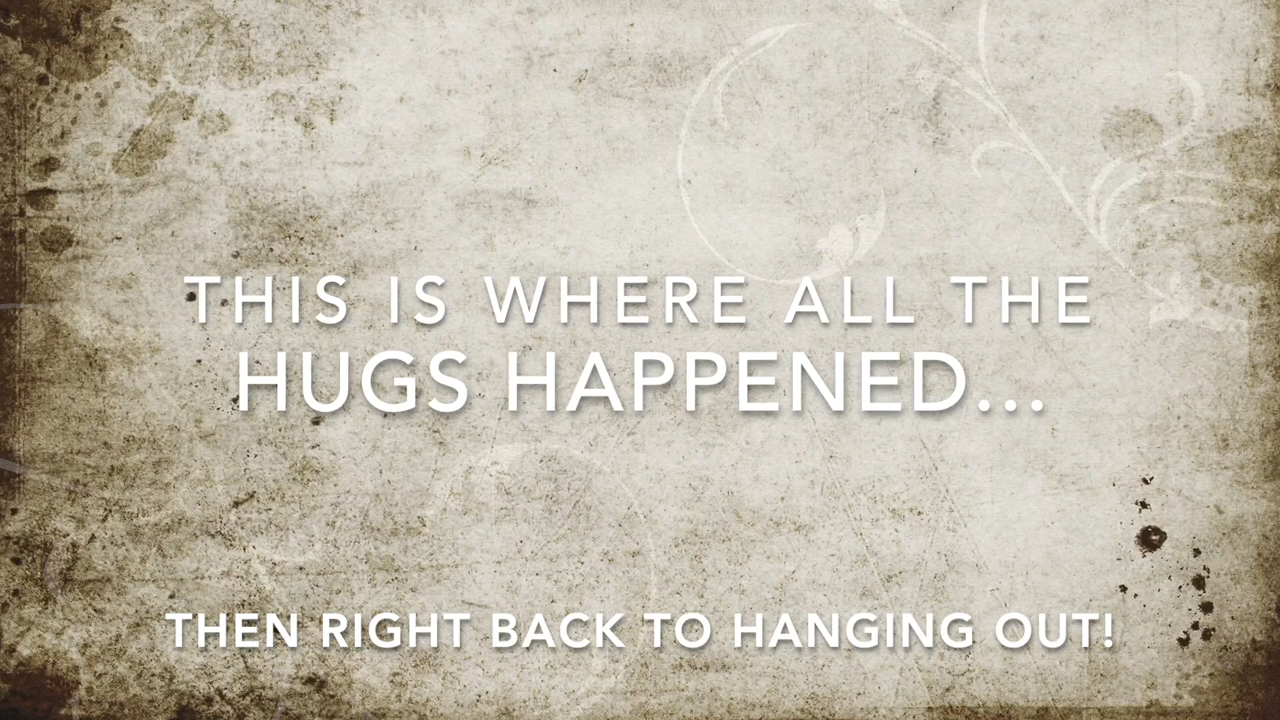 THIS IS WHERE ALL THE
HUGS HAPPENED...
THEN RIGHT BACK TO HANGING OUT!